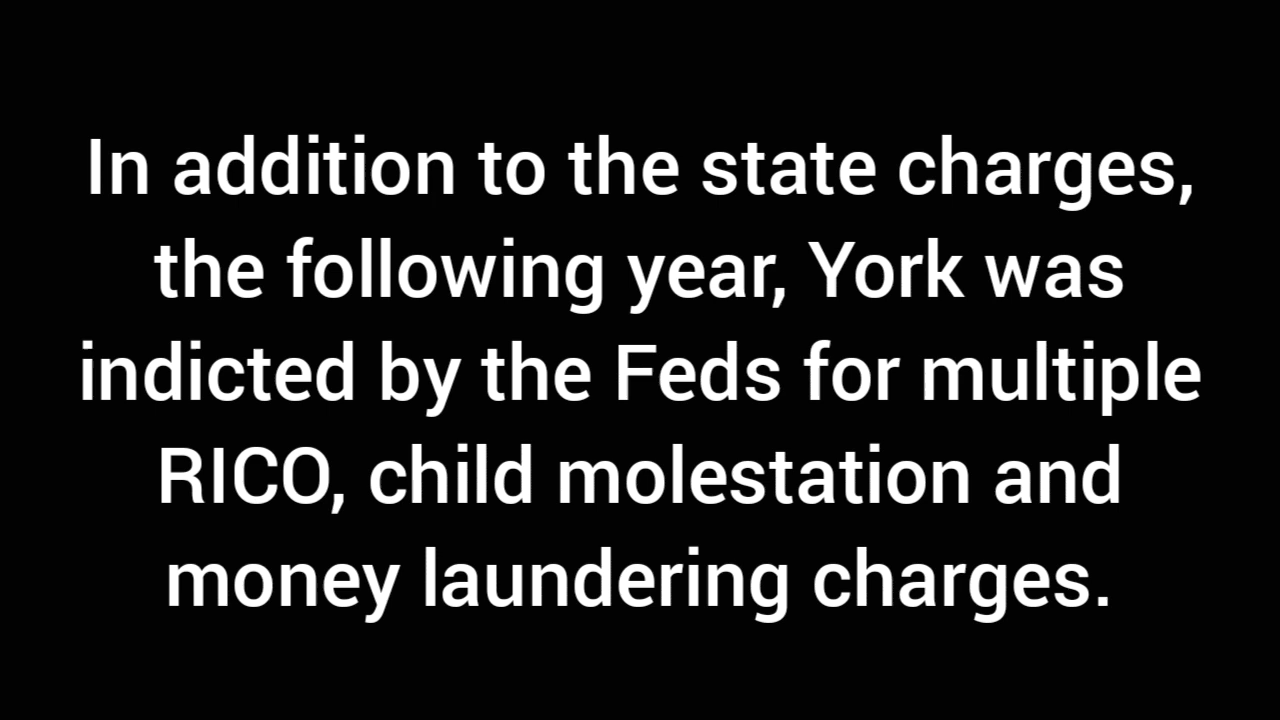 In addition to the state charges,
the following year, York was
indicted by the Feds for multiple
RICO, child molestation and
money laundering charges.